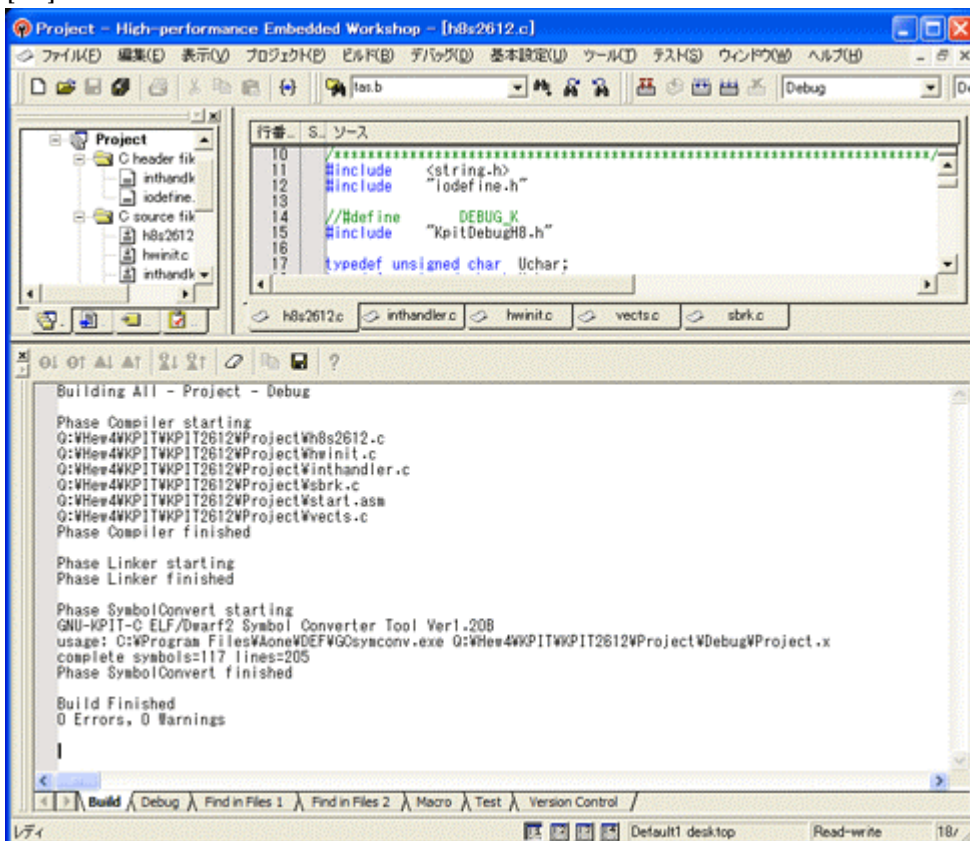 Project - High-performance Embedded Workshop - [h8s2612.c]
ファイル(F) 編集(E) 表示(V) プロジェクト(P) ビルド(B) デバッグ(D) 基本設定(U) ツール(T) テスト(S) ウィンドウ(W) ヘルプ(H)
tas.b
Debug
Project
C header fik
inthandk
iodefine.
C source fik
h8s2612
hwinit.c
inthandk
行番... S... ソース
10 /*******************************************************************/
11 #include <string.h>
12 #include "iodefine.h"
13
14 //#define DEBUG_K
15 #include "KpitDebugH8.h"
16
17 typedef unsigned char Uchar;
h8s2612.c inthandler.c hwinit.c vects.c sbrk.c
Building All - Project - Debug
Phase Compiler starting
Q:¥Hew4¥KPIT¥KPIT2612¥Project¥h8s2612.c
Q:¥Hew4¥KPIT¥KPIT2612¥Project¥hwinit.c
Q:¥Hew4¥KPIT¥KPIT2612¥Project¥inthandler.c
Q:¥Hew4¥KPIT¥KPIT2612¥Project¥sbrk.c
Q:¥Hew4¥KPIT¥KPIT2612¥Project¥start.asm
Q:¥Hew4¥KPIT¥KPIT2612¥Project¥vects.c
Phase Compiler finished
Phase Linker starting
Phase Linker finished
Phase SymbolConvert starting
GNU-KPIT-C ELF/Dwarf2 Symbol Converter Tool Ver1.20B
usage: C:¥Program Files¥Aone¥DEF¥GCsymconv.exe Q:¥Hew4¥KPIT¥KPIT2612¥Project¥Debug¥Project.x
complete symbols=117 lines=205
Phase SymbolConvert finished
Build Finished
0 Errors, 0 Warnings
Build Debug Find in Files 1 Find in Files 2 Macro Test Version Control
レディ Default1 desktop Read-write 18/